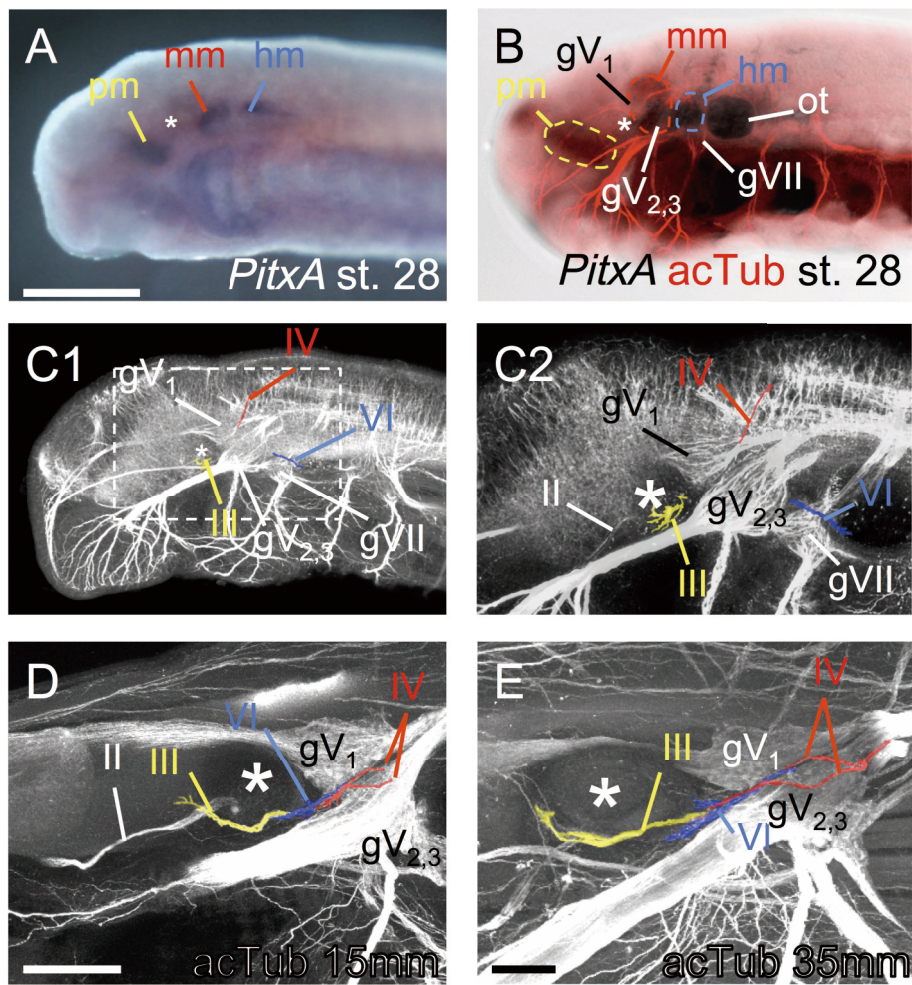 A
pm
mm
hm
*
PitxA st. 28
B
pm
gV1
mm
hm
ot
*
gV2,3
gVII
PitxA acTub st. 28
C1
gV1
IV
VI
*
III
gV2,3
gVII
C2
gV1
IV
II
*
gV2,3
VI
III
gVII
D
II
III
VI
gV1
IV
*
gV2,3
acTub 15mm
E
III
gV1
IV
*
gV2,3
VI
acTub 35mm